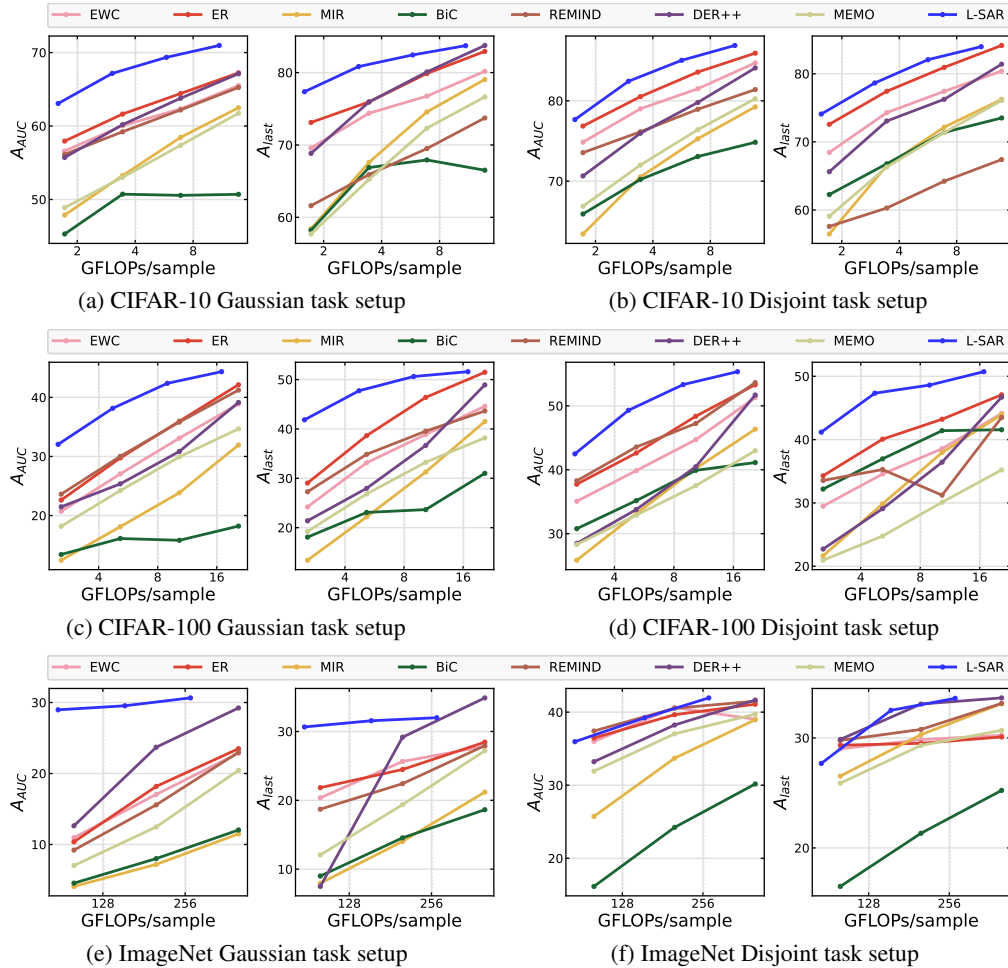 EWC ER MIR BiC REMIND DER++ MEMO L-SAR
A_AUC
70
60
50
2 4 8
GFLOPs/sample
A_last
80
70
60
2 4 8
GFLOPs/sample
(a) CIFAR-10 Gaussian task setup
A_AUC
80
70
2 4 8
GFLOPs/sample
A_last
80
70
60
2 4 8
GFLOPs/sample
(b) CIFAR-10 Disjoint task setup
EWC ER MIR BiC REMIND DER++ MEMO L-SAR
A_AUC
40
30
20
4 8 16
GFLOPs/sample
A_last
50
40
30
20
4 8 16
GFLOPs/sample
(c) CIFAR-100 Gaussian task setup
A_AUC
50
40
30
4 8 16
GFLOPs/sample
A_last
50
40
30
20
4 8 16
GFLOPs/sample
(d) CIFAR-100 Disjoint task setup
EWC ER MIR BiC REMIND DER++ MEMO L-SAR
A_AUC
30
20
10
128 256
GFLOPs/sample
A_last
30
20
10
128 256
GFLOPs/sample
(e) ImageNet Gaussian task setup
A_AUC
40
30
20
128 256
GFLOPs/sample
A_last
30
20
128 256
GFLOPs/sample
(f) ImageNet Disjoint task setup